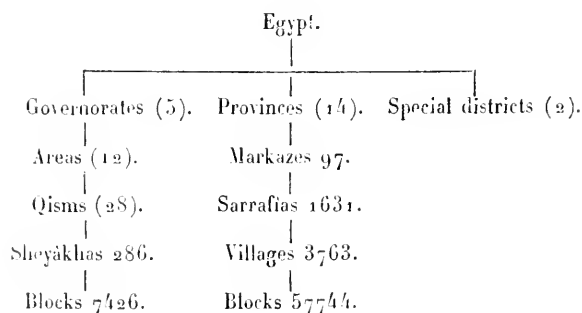 Egypt.
Governorates (5). Provinces (14). Special districts (2).
Areas (12). Markazes 97.
Qisms (28). Sarrafias 1631.
Sheyâkhas 286. Villages 3763.
Blocks 7426. Blocks 57744.